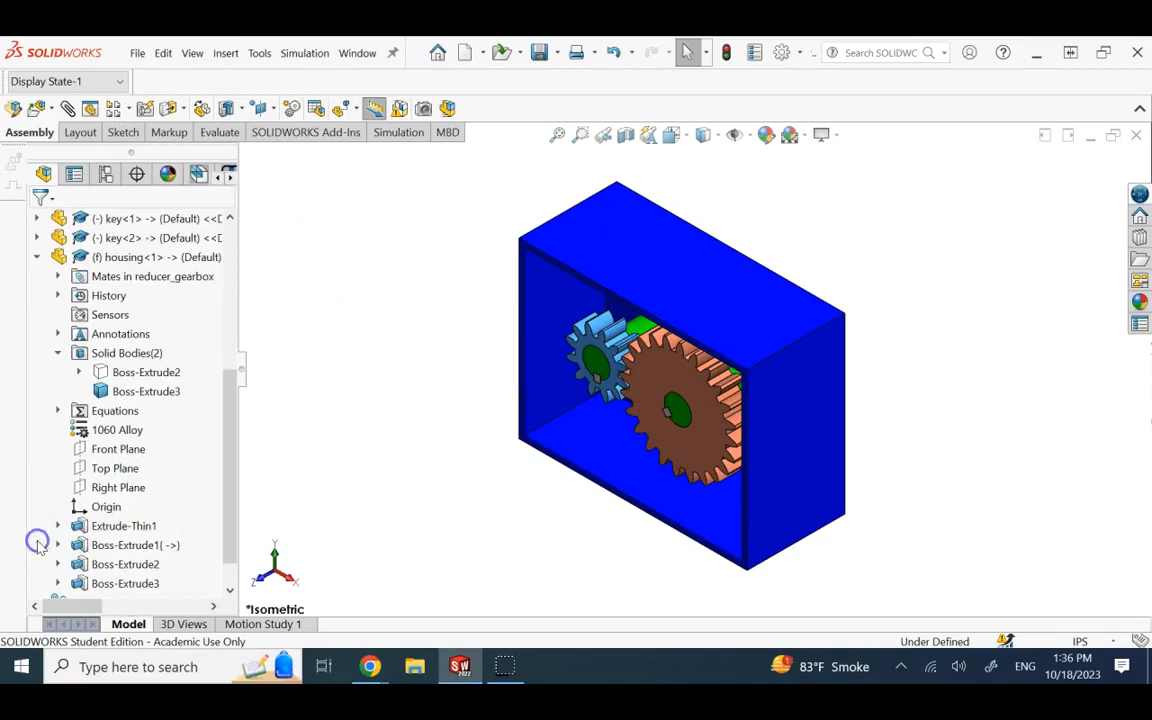 SOLIDWORKS File Edit View Insert Tools Simulation Window Search SOLIDWC
Display State-1
Assembly Layout Sketch Markup Evaluate SOLIDWORKS Add-Ins Simulation MBD
(-) key<1> -> (Default) <<D
(-) key<2> -> (Default) <<D
(f) housing<1> -> (Default)
Mates in reducer_gearbox
History
Sensors
Annotations
Solid Bodies(2)
Boss-Extrude2
Boss-Extrude3
Equations
1060 Alloy
Front Plane
Top Plane
Right Plane
Origin
Extrude-Thin1
Boss-Extrude1( ->)
Boss-Extrude2
Boss-Extrude3
Y
Z X
*Isometric
Model 3D Views Motion Study 1
SOLIDWORKS Student Edition - Academic Use Only Under Defined IPS
Type here to search SW 2022 83°F Smoke ENG 1:36 PM
10/18/2023